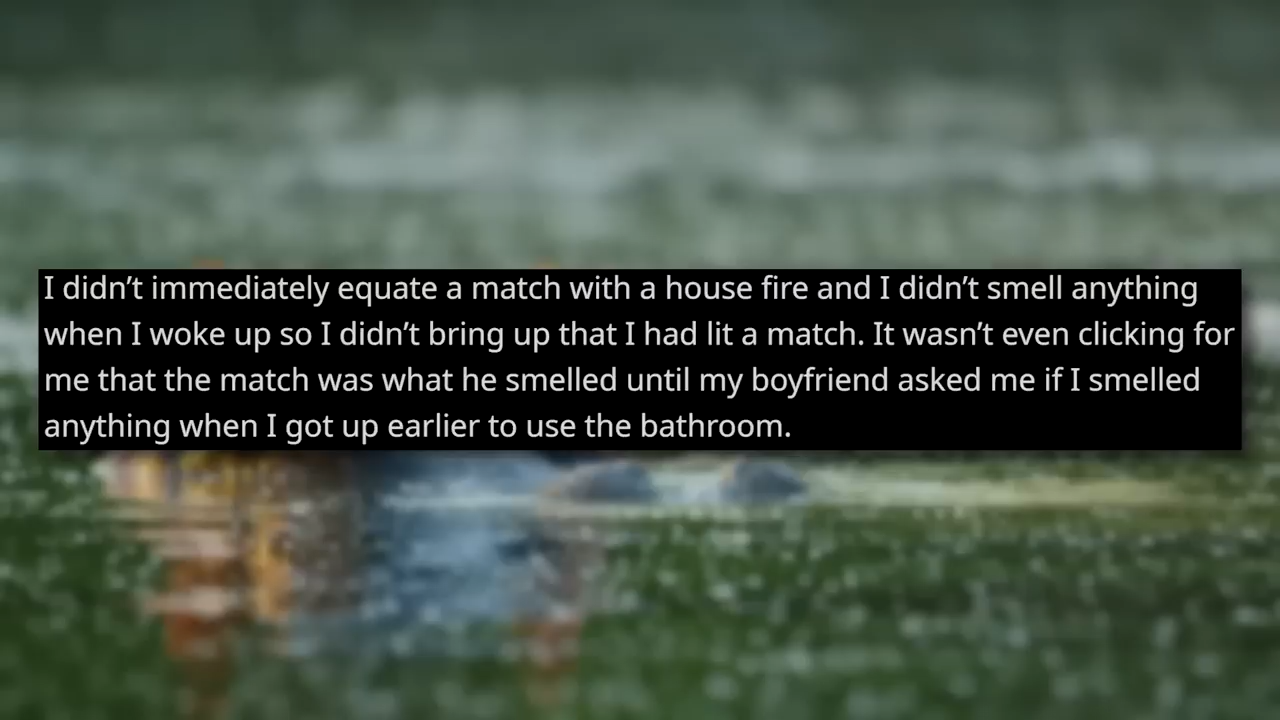 I didn’t immediately equate a match with a house fire and I didn’t smell anything
when I woke up so I didn’t bring up that I had lit a match. It wasn’t even clicking for
me that the match was what he smelled until my boyfriend asked me if I smelled
anything when I got up earlier to use the bathroom.